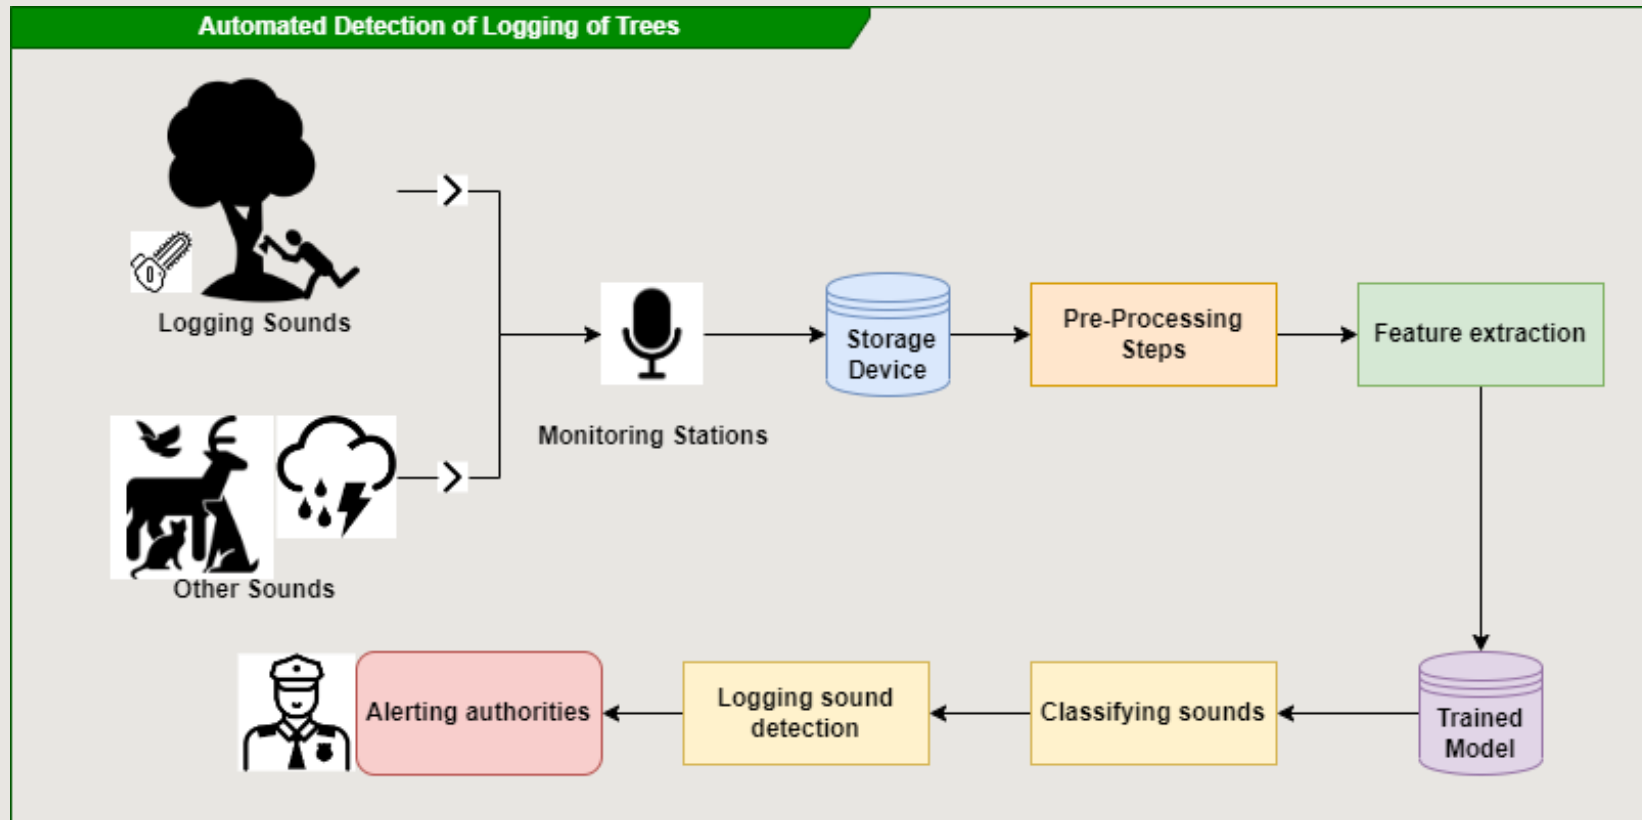 Automated Detection of Logging of Trees
Logging Sounds
Monitoring Stations
Storage
Device
Pre-Processing
Steps
Feature extraction
Other Sounds
Alerting authorities
Logging sound
detection
Classifying sounds
Trained
Model